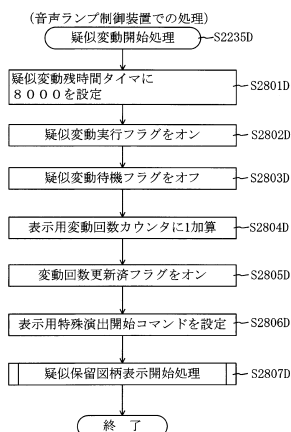 （音声ランプ制御装置での処理）
疑似変動開始処理 S2235D
疑似変動残時間タイマに
８０００を設定 S2801D
疑似変動実行フラグをオン S2802D
疑似変動待機フラグをオフ S2803D
表示用変動回数カウンタに1加算 S2804D
変動回数更新済フラグをオン S2805D
表示用特殊演出開始コマンドを設定 S2806D
疑似保留図柄表示開始処理 S2807D
終 了